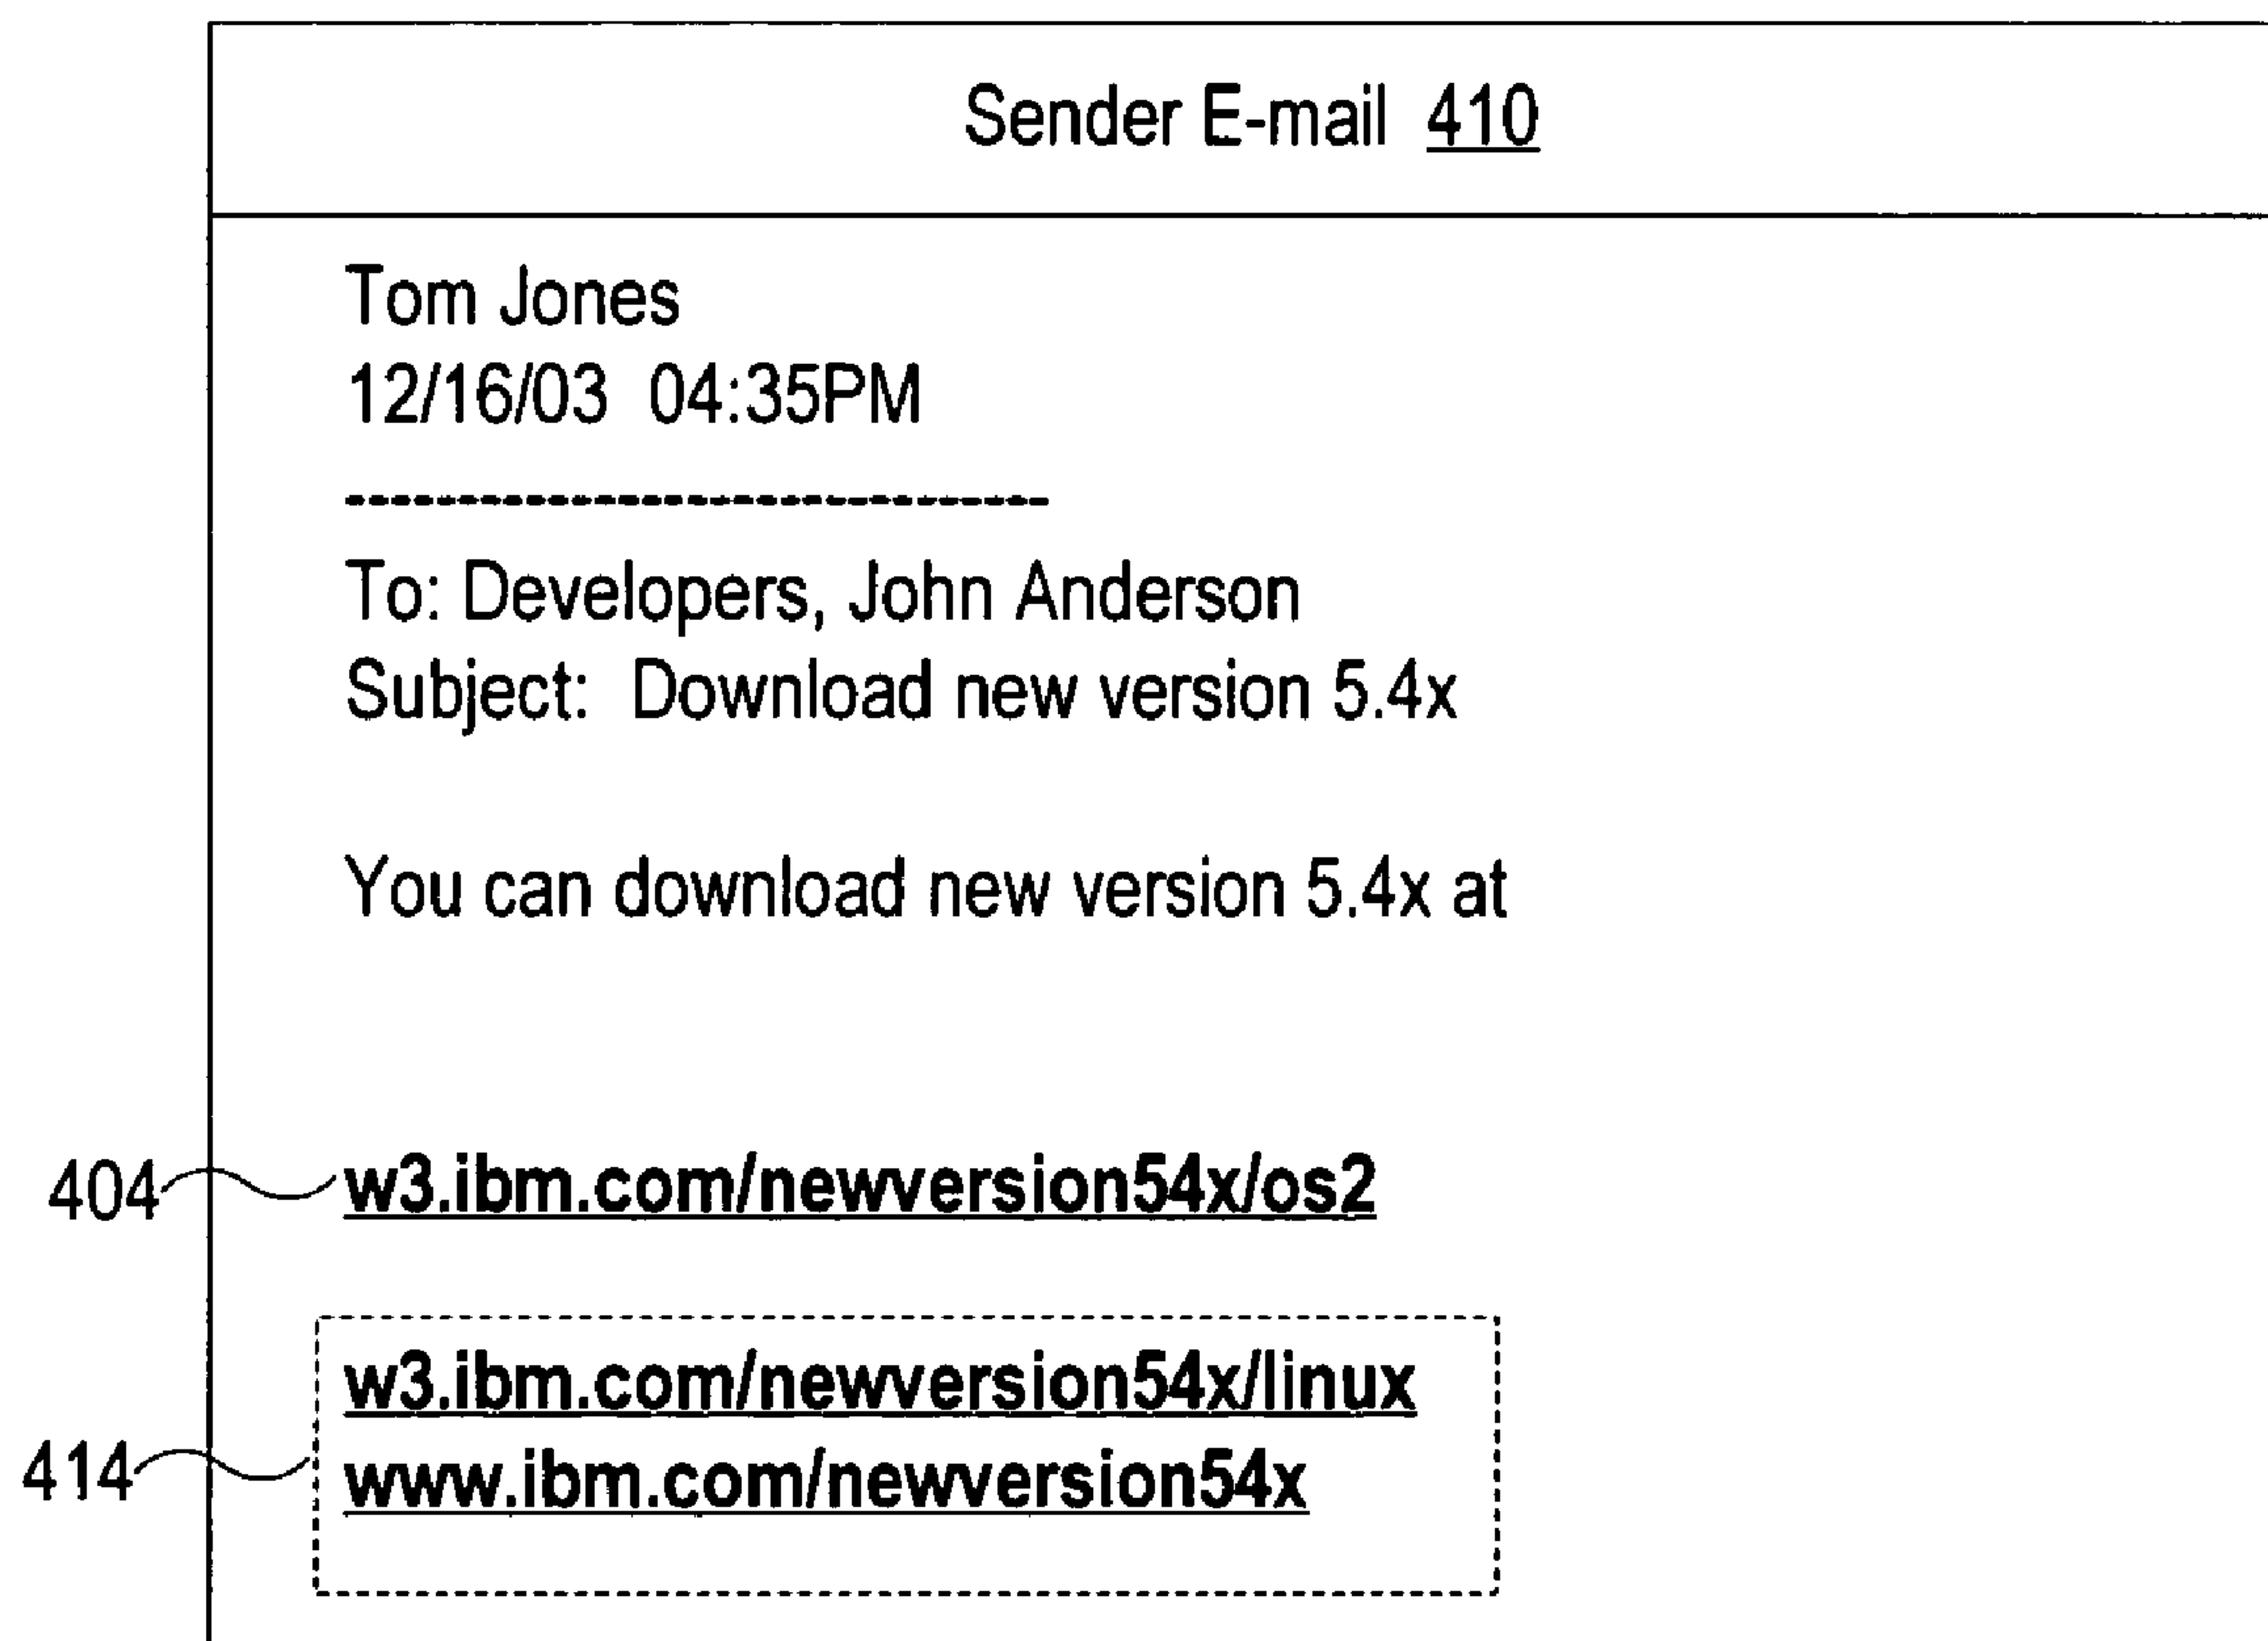 Sender E-mail 410
Tom Jones
12/16/03 04:35PM
-------------------------------
To: Developers, John Anderson
Subject: Download new version 5.4x
You can download new version 5.4x at
404 w3.ibm.com/newversion54x/os2
w3.ibm.com/newversion54x/linux
414 www.ibm.com/newversion54x